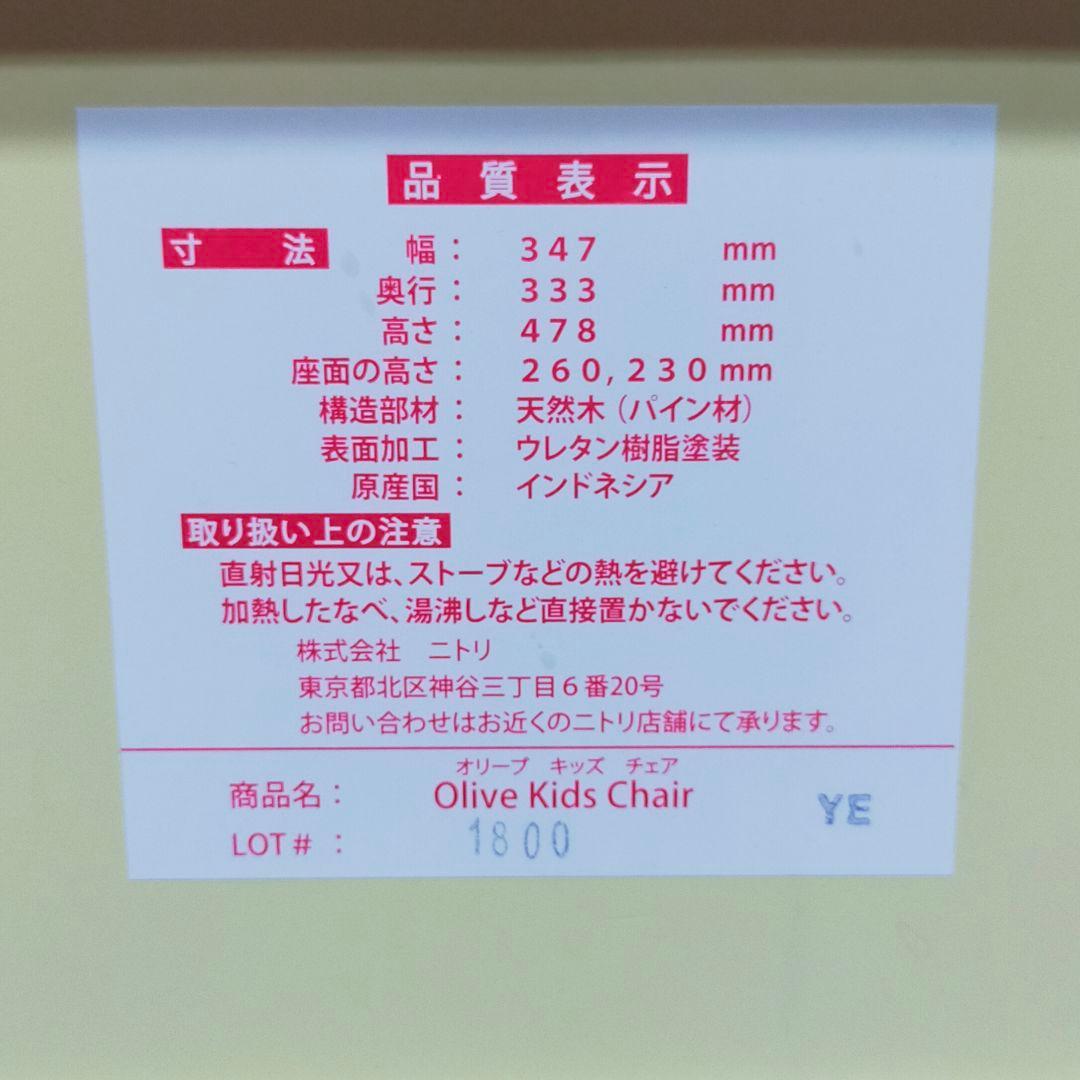 品質表示
寸法 幅： 347 mm
奥行： 333 mm
高さ： 478 mm
座面の高さ： 260,230 mm
構造部材： 天然木（パイン材）
表面加工： ウレタン樹脂塗装
原産国： インドネシア
取り扱い上の注意
直射日光又は、ストーブなどの熱を避けてください。
加熱したなべ、湯沸しなど直接置かないでください。
株式会社　ニトリ
東京都北区神谷三丁目6番20号
お問い合わせはお近くのニトリ店舗にて承ります。
オリーブ　キッズ　チェア
商品名： Olive Kids Chair YE
LOT#： 1800